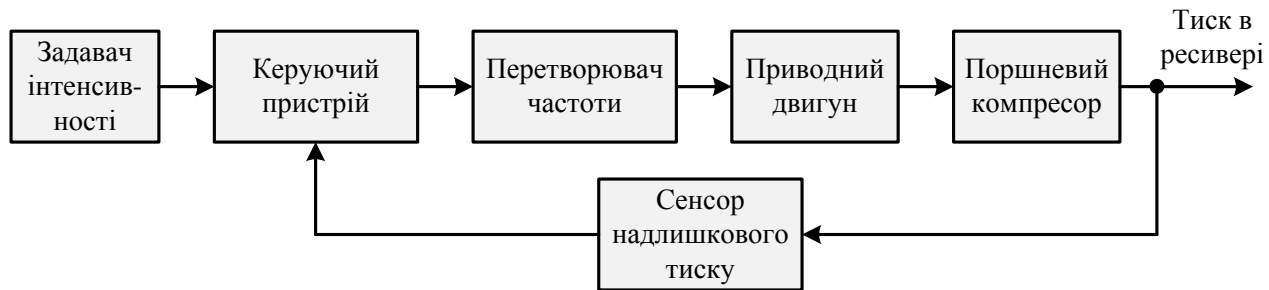 Задавач
інтенсив-
ності
Керуючий
пристрій
Перетворювач
частоти
Приводний
двигун
Поршневий
компресор
Тиск в
ресивері
Сенсор
надлишкового
тиску